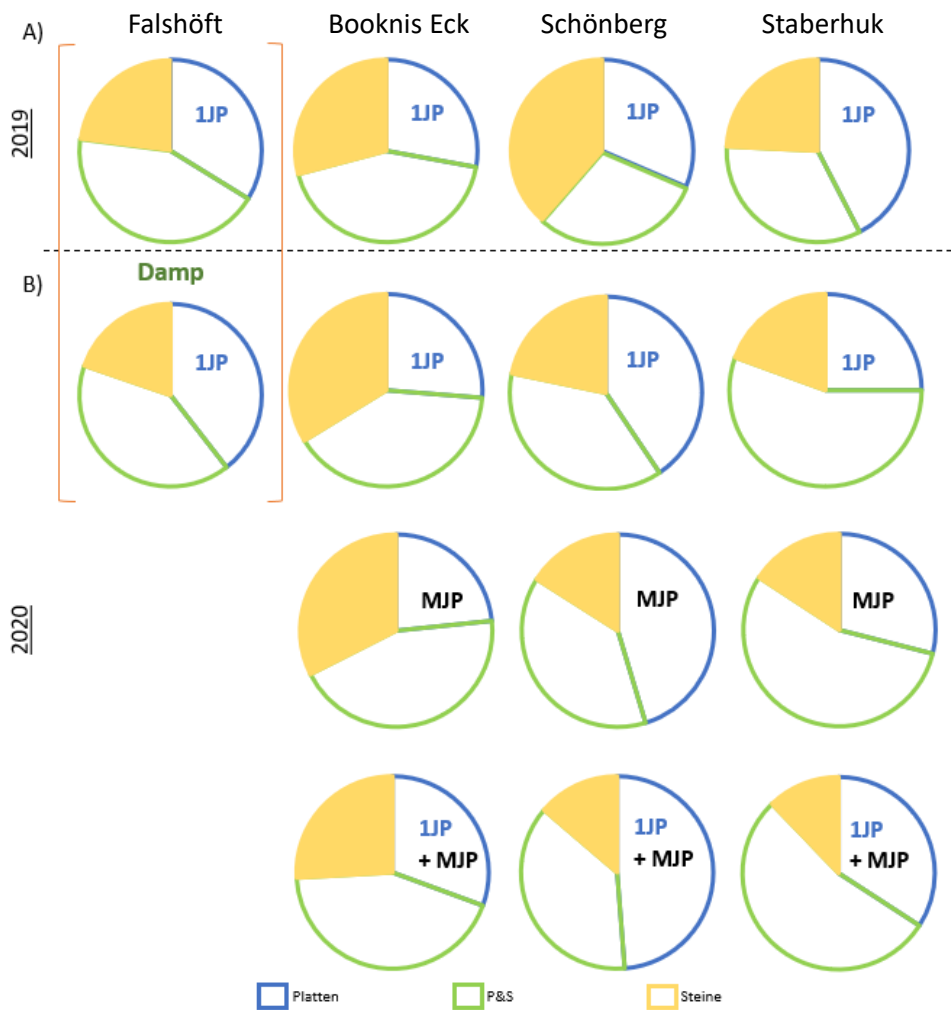 A)
Falshöft
Booknis Eck
Schönberg
Staberhuk
2019
1JP
1JP
1JP
1JP
B)
Damp
1JP
1JP
1JP
1JP
2020
MJP
MJP
MJP
1JP
+ MJP
1JP
+ MJP
1JP
+ MJP
Platten
P&S
Steine